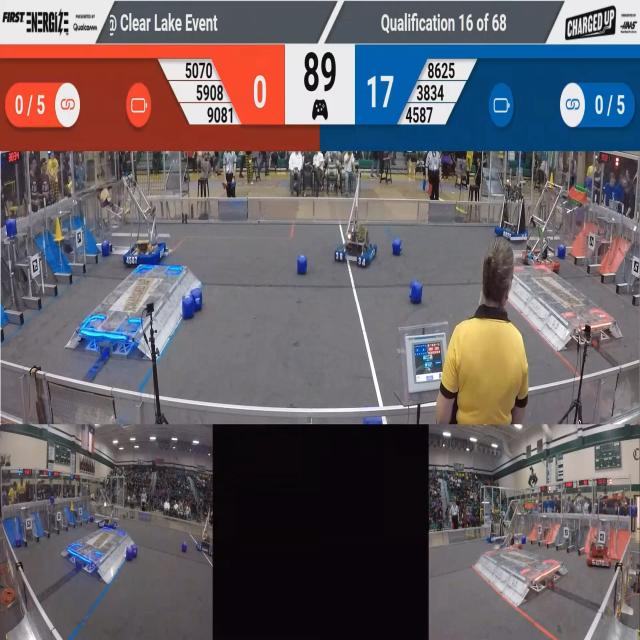 FIRST ENERGIZE PRESENTED BY Qualcomm
@ Clear Lake Event
Qualification 16 of 68
CHARGED UP
0 / 5
5070
5908
9081
0
89
17
8625
3834
4587
0 / 5